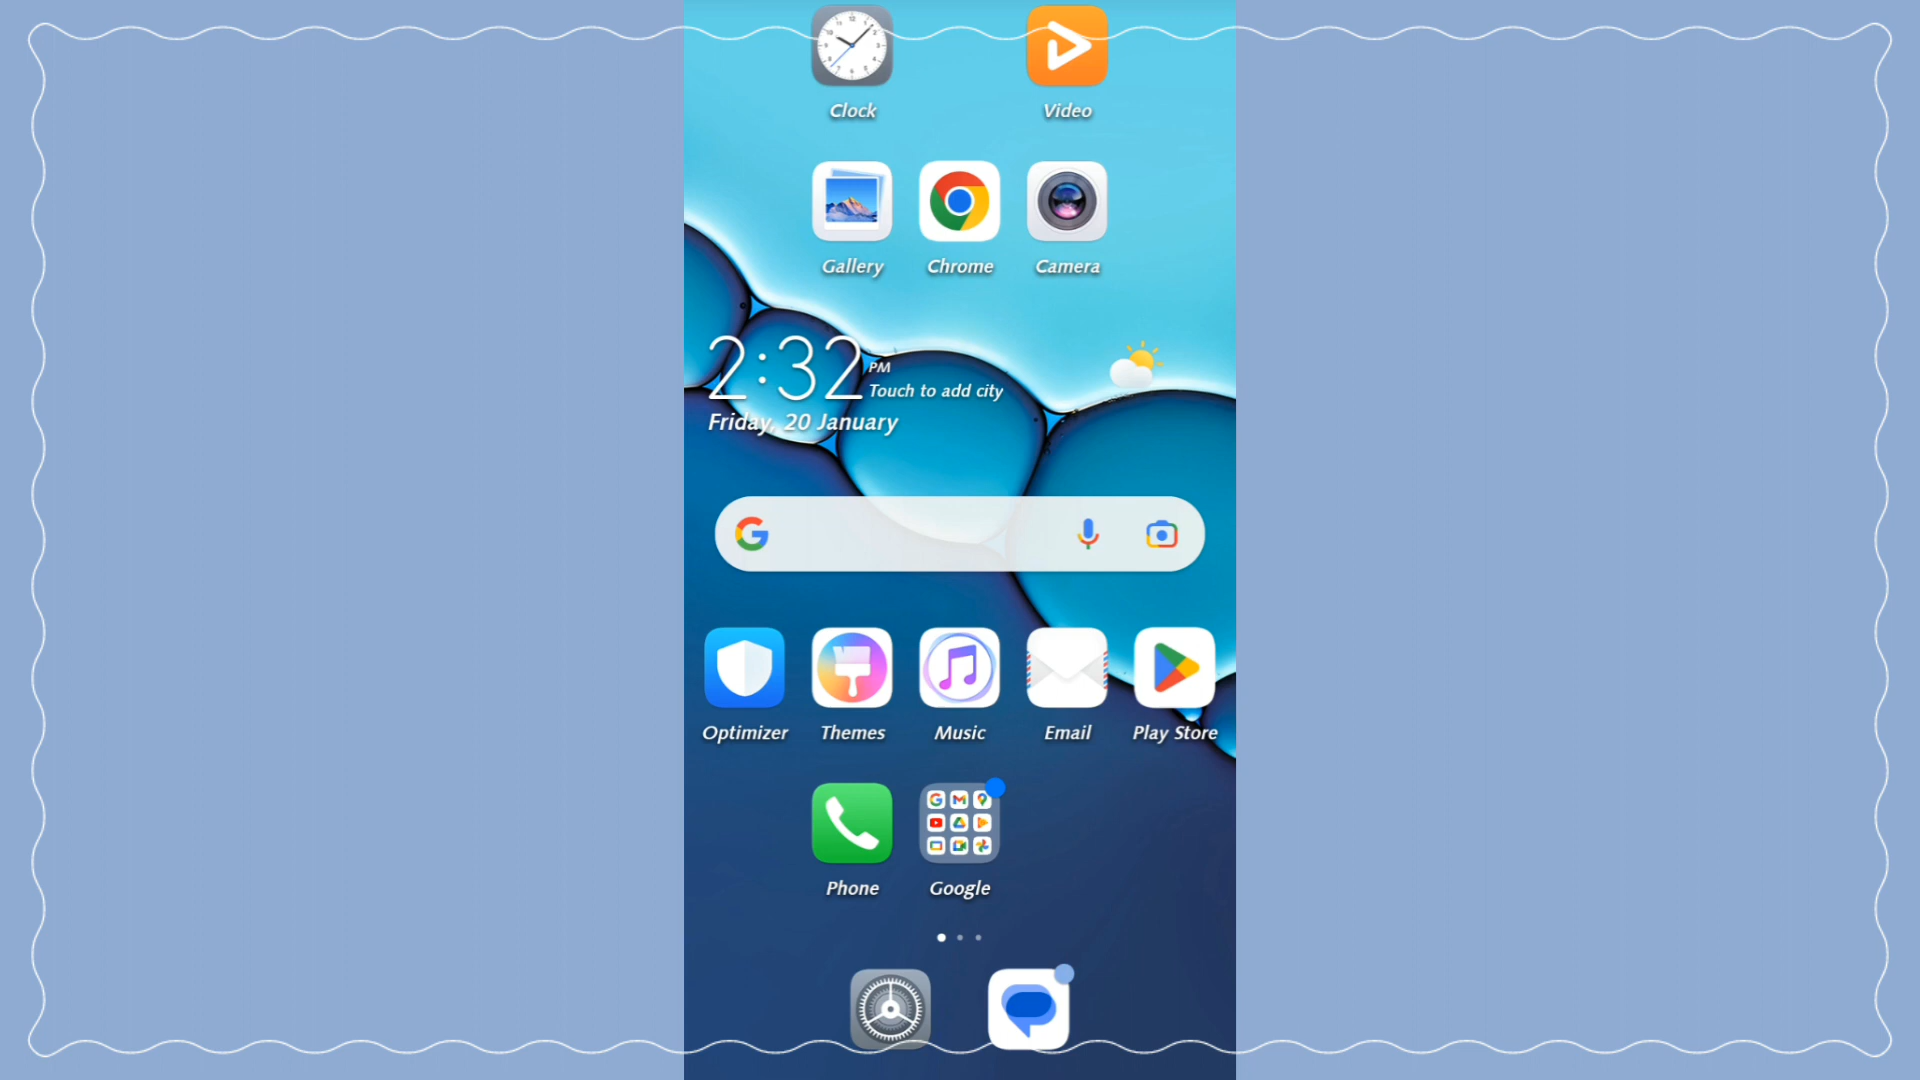 Clock Video
Gallery Chrome Camera
2:32 PM
Touch to add city
Friday, 20 January
Optimizer Themes Music Email Play Store
Phone Google